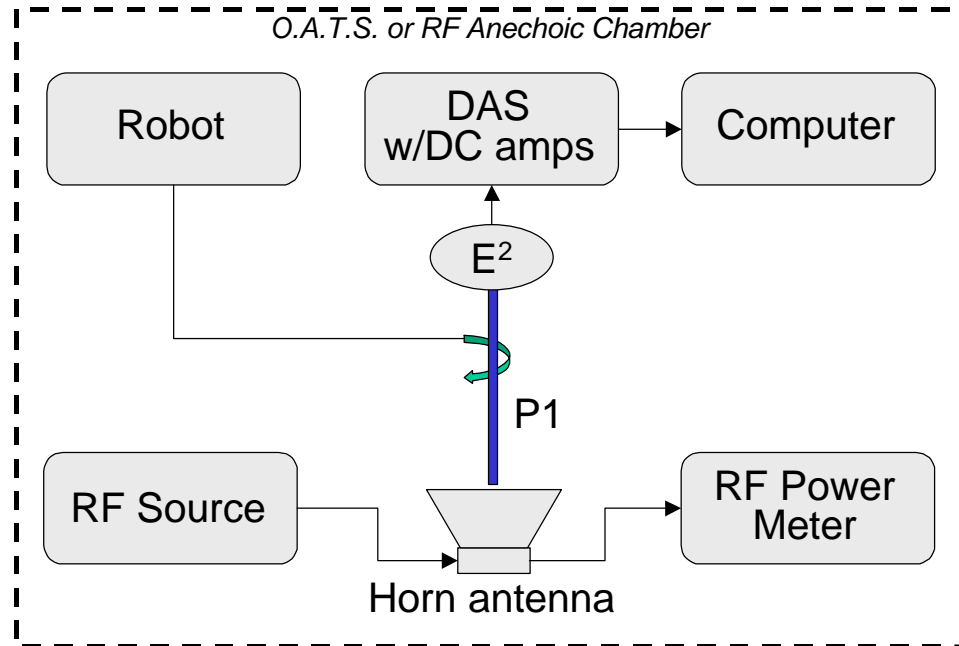 O.A.T.S. or RF Anechoic Chamber
Robot
DAS
w/DC amps
Computer
E²
P1
RF Source
RF Power
Meter
Horn antenna